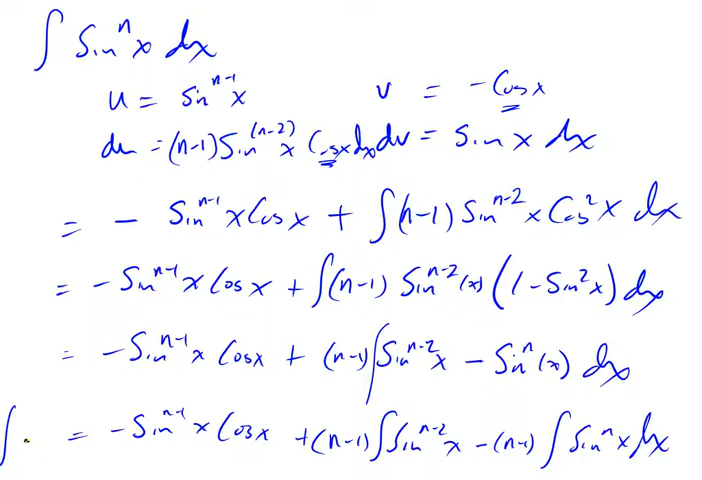 ∫ Sin^n x dx
u = Sin^{n-1} x v = -Cos x
du = (n-1) Sin^{(n-2)} x Cos x dx dv = Sin x dx
= - Sin^{n-1} x Cos x + ∫(n-1) Sin^{n-2} x Cos^2 x dx
= -Sin^{n-1} x Cos x + ∫(n-1) Sin^{n-2}(x) (1-Sin^2 x) dx
= -Sin^{n-1} x Cos x + (n-1)∫Sin^{n-2} x - Sin^n (x) dx
∫ = -Sin^{n-1} x Cos x +(n-1)∫Sin^{n-2} x -(n-1) ∫ Sin^n x dx